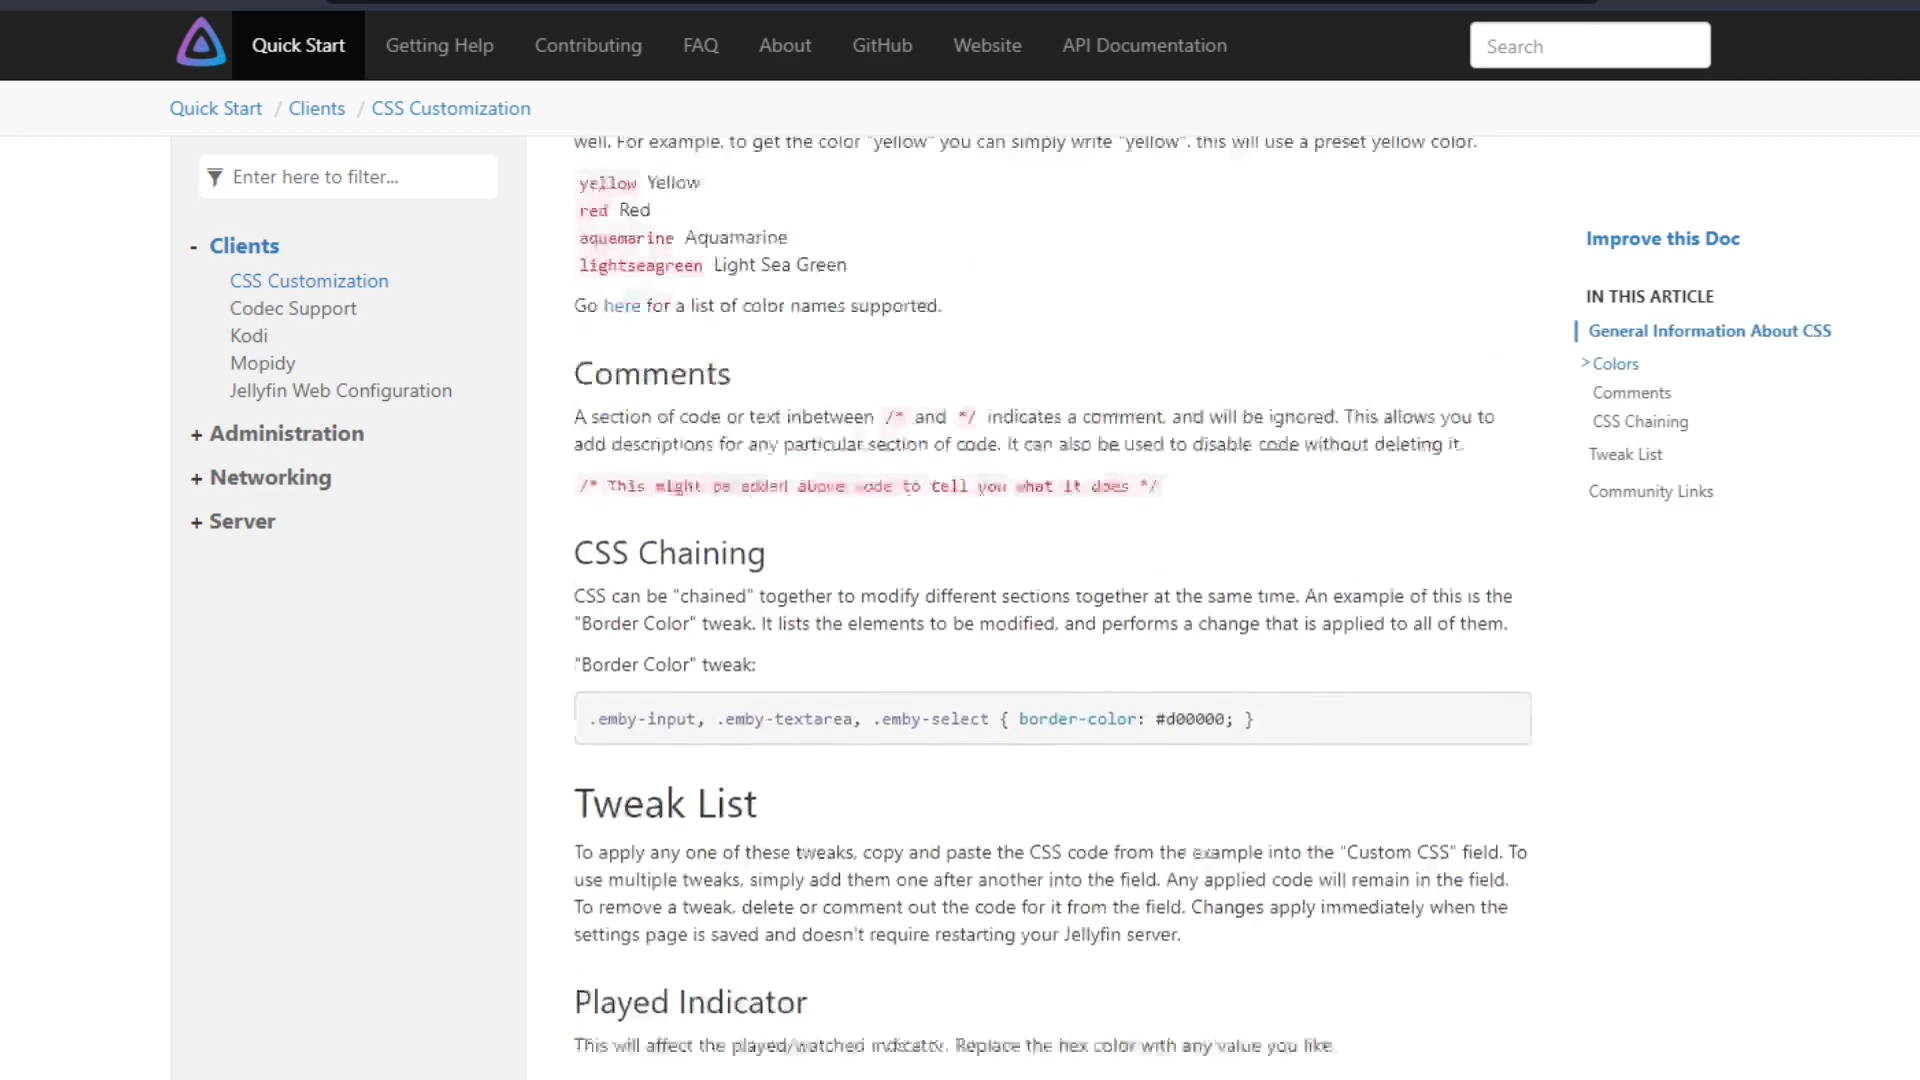 Quick Start
Getting Help
Contributing
FAQ
About
GitHub
Website
API Documentation
Search
Quick Start / Clients / CSS Customization
Enter here to filter...
- Clients
CSS Customization
Codec Support
Kodi
Mopidy
Jellyfin Web Configuration
+ Administration
+ Networking
+ Server
well. For example, to get the color "yellow" you can simply write "yellow". this will use a preset yellow color.
yellow Yellow
red Red
aquamarine Aquamarine
lightseagreen Light Sea Green
Go here for a list of color names supported.
Comments
A section of code or text inbetween /* and */ indicates a comment, and will be ignored. This allows you to
add descriptions for any particular section of code. It can also be used to disable code without deleting it.
/* This might be added above code to tell you what it does */
CSS Chaining
CSS can be "chained" together to modify different sections together at the same time. An example of this is the
"Border Color" tweak. It lists the elements to be modified, and performs a change that is applied to all of them.
"Border Color" tweak:
.emby-input, .emby-textarea, .emby-select { border-color: #d00000; }
Tweak List
To apply any one of these tweaks, copy and paste the CSS code from the example into the "Custom CSS" field. To
use multiple tweaks, simply add them one after another into the field. Any applied code will remain in the field.
To remove a tweak, delete or comment out the code for it from the field. Changes apply immediately when the
settings page is saved and doesn't require restarting your Jellyfin server.
Played Indicator
This will affect the played/watched indicator. Replace the hex color with any value you like.
Improve this Doc
IN THIS ARTICLE
General Information About CSS
> Colors
Comments
CSS Chaining
Tweak List
Community Links